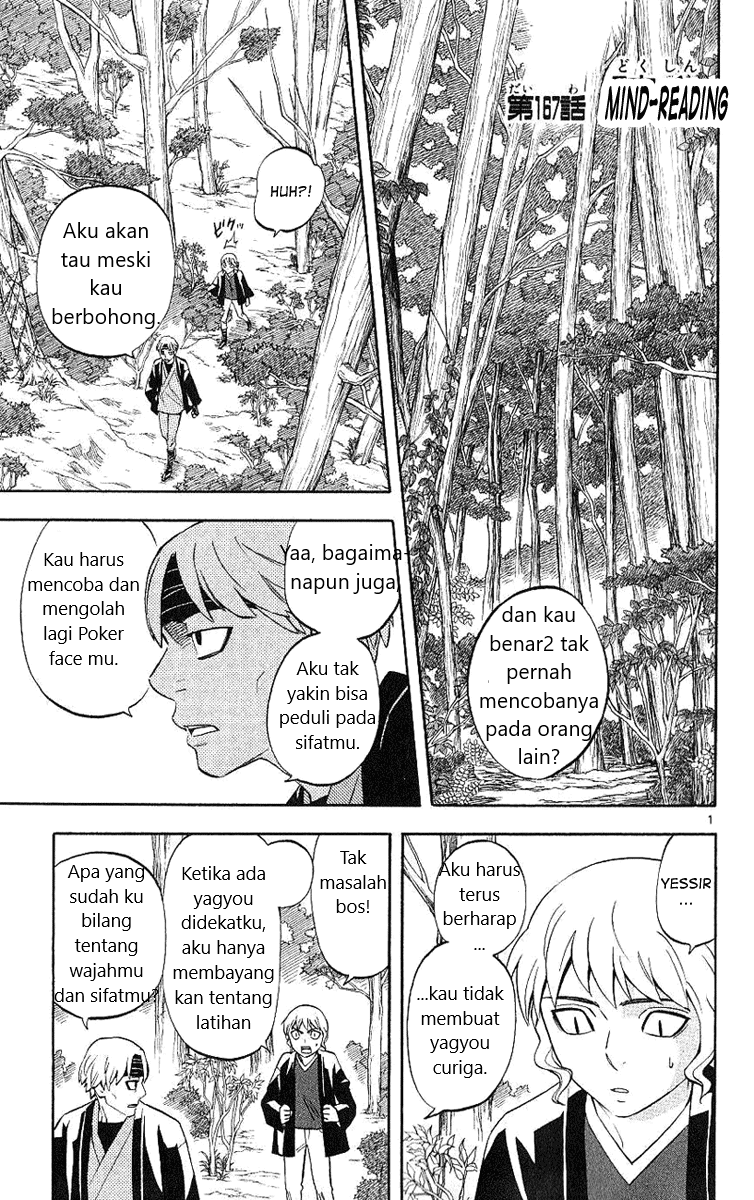 どくしん
だい わ
第167話
MIND-READING
dan kau
benar2 tak
pernah
mencobanya
pada orang
lain?
HUH?!
ビクッ
Aku akan
tau meski
kau
berbohong.
Yaa, bagaima-
napun juga,
Aku tak
yakin bisa
peduli pada
sifatmu.
Kau harus
mencoba dan
mengolah
lagi Poker
face mu.
1
YESSIR
...
Aku harus
terus
berharap
...
...kau tidak
membuat
yagyou
curiga.
Tak
masalah
bos!
Ketika ada
yagyou
didekatku,
aku hanya
membayang
kan tentang
latihan
Apa yang
sudah ku
bilang
tentang
wajahmu
dan sifatmu?